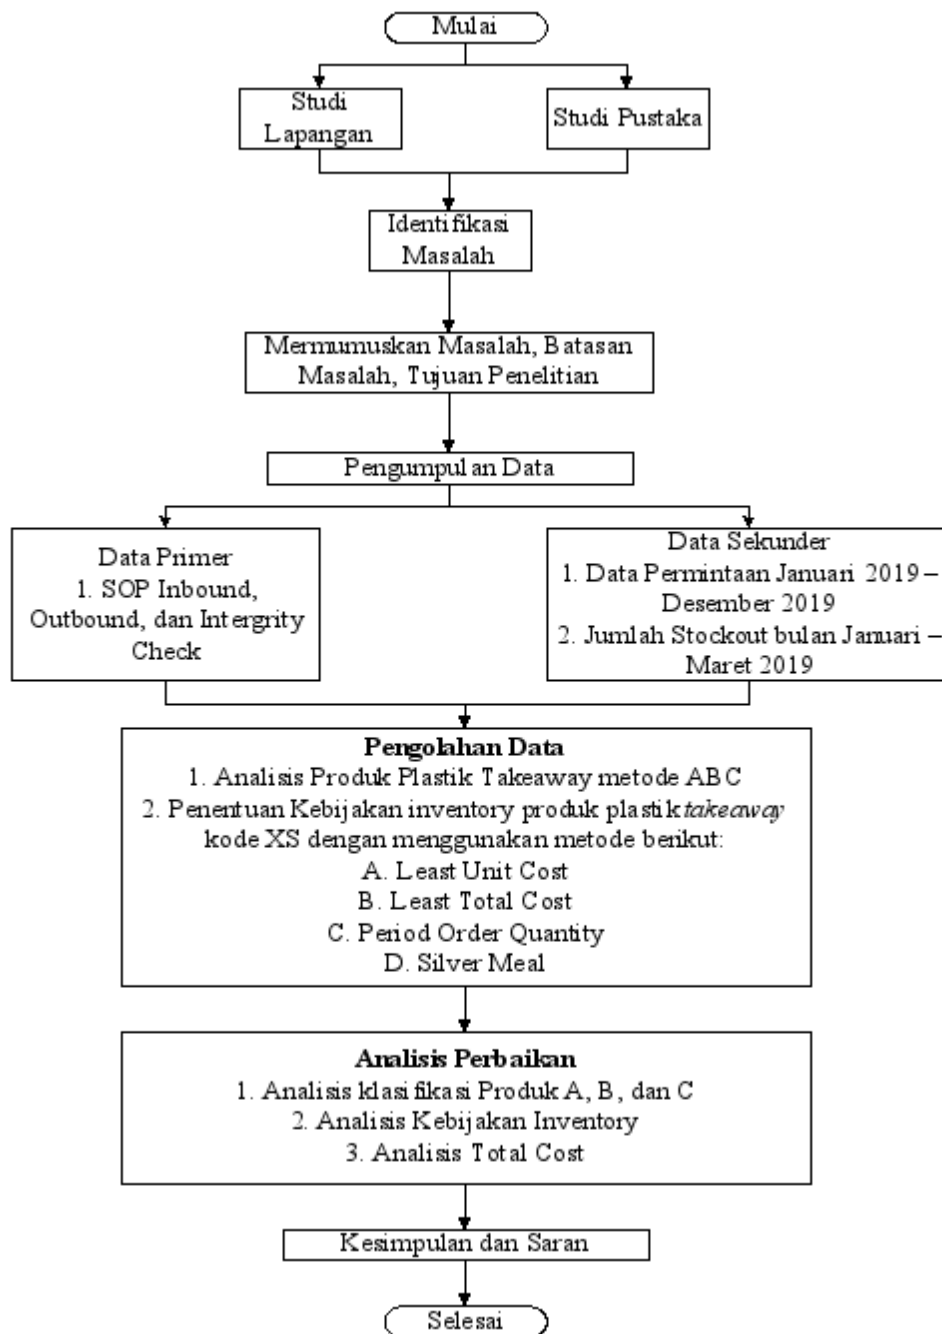 Mulai
Studi
Lapangan
Studi Pustaka
Identifikasi
Masalah
Mermumuskan Masalah, Batasan
Masalah, Tujuan Penelitian
Pengumpulan Data
Data Primer
1. SOP Inbound,
Outbound, dan Intergrity
Check
Data Sekunder
1. Data Permintaan Januari 2019 –
Desember 2019
2. Jumlah Stockout bulan Januari –
Maret 2019
Pengolahan Data
1. Analisis Produk Plastik Takeaway metode ABC
2. Penentuan Kebijakan inventory produk plastik takeaway
kode XS dengan menggunakan metode berikut:
A. Least Unit Cost
B. Least Total Cost
C. Period Order Quantity
D. Silver Meal
Analisis Perbaikan
1. Analisis klasifikasi Produk A, B, dan C
2. Analisis Kebijakan Inventory
3. Analisis Total Cost
Kesimpulan dan Saran
Selesai